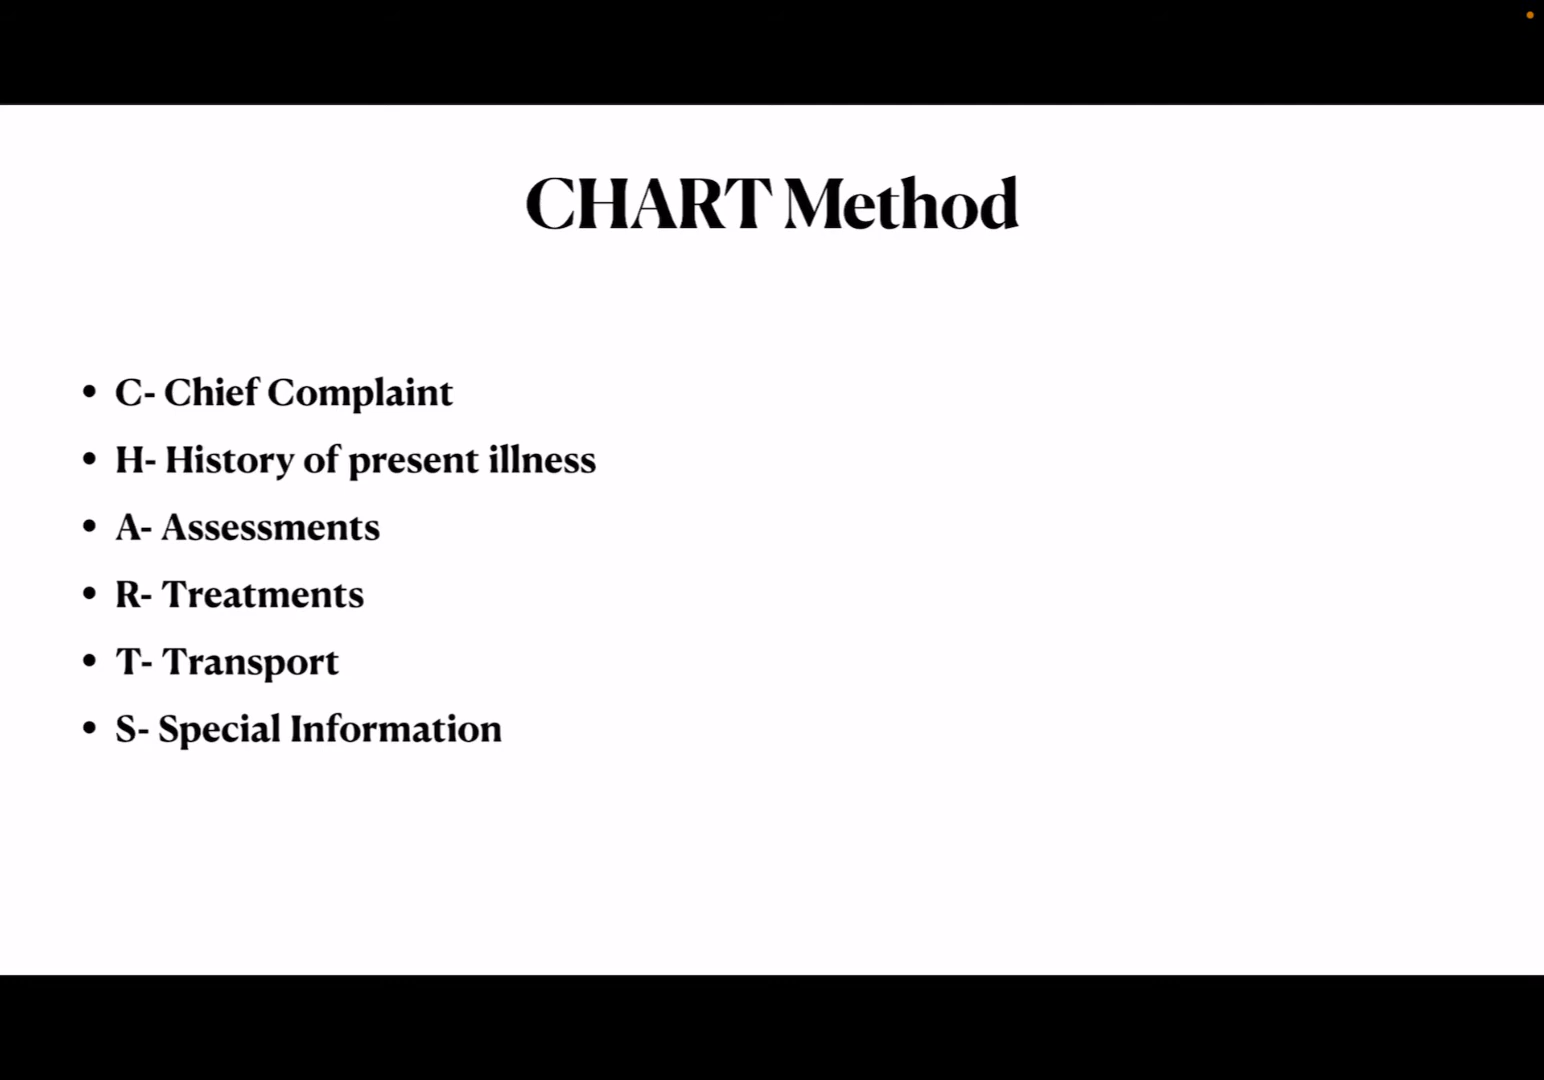 CHART Method
• C- Chief Complaint
• H- History of present illness
• A- Assessments
• R- Treatments
• T- Transport
• S- Special Information